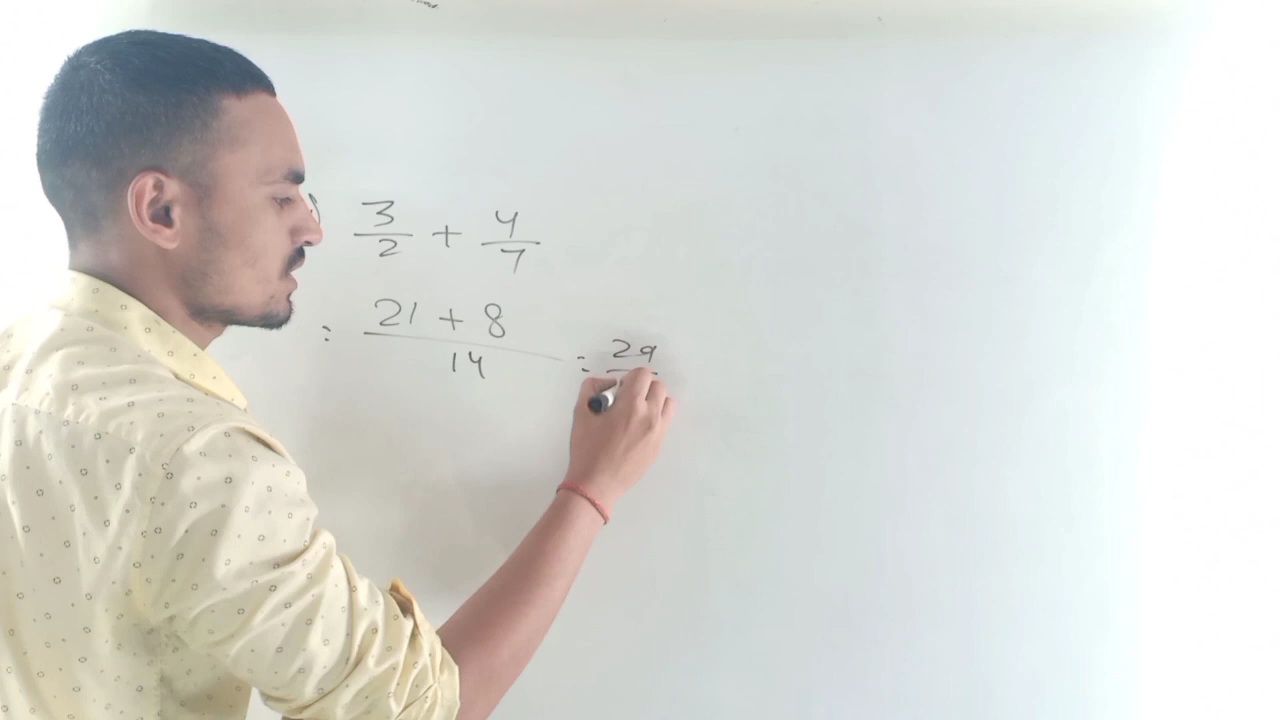 ) 3/2 + 4/7
= 21 + 8/14 = 29